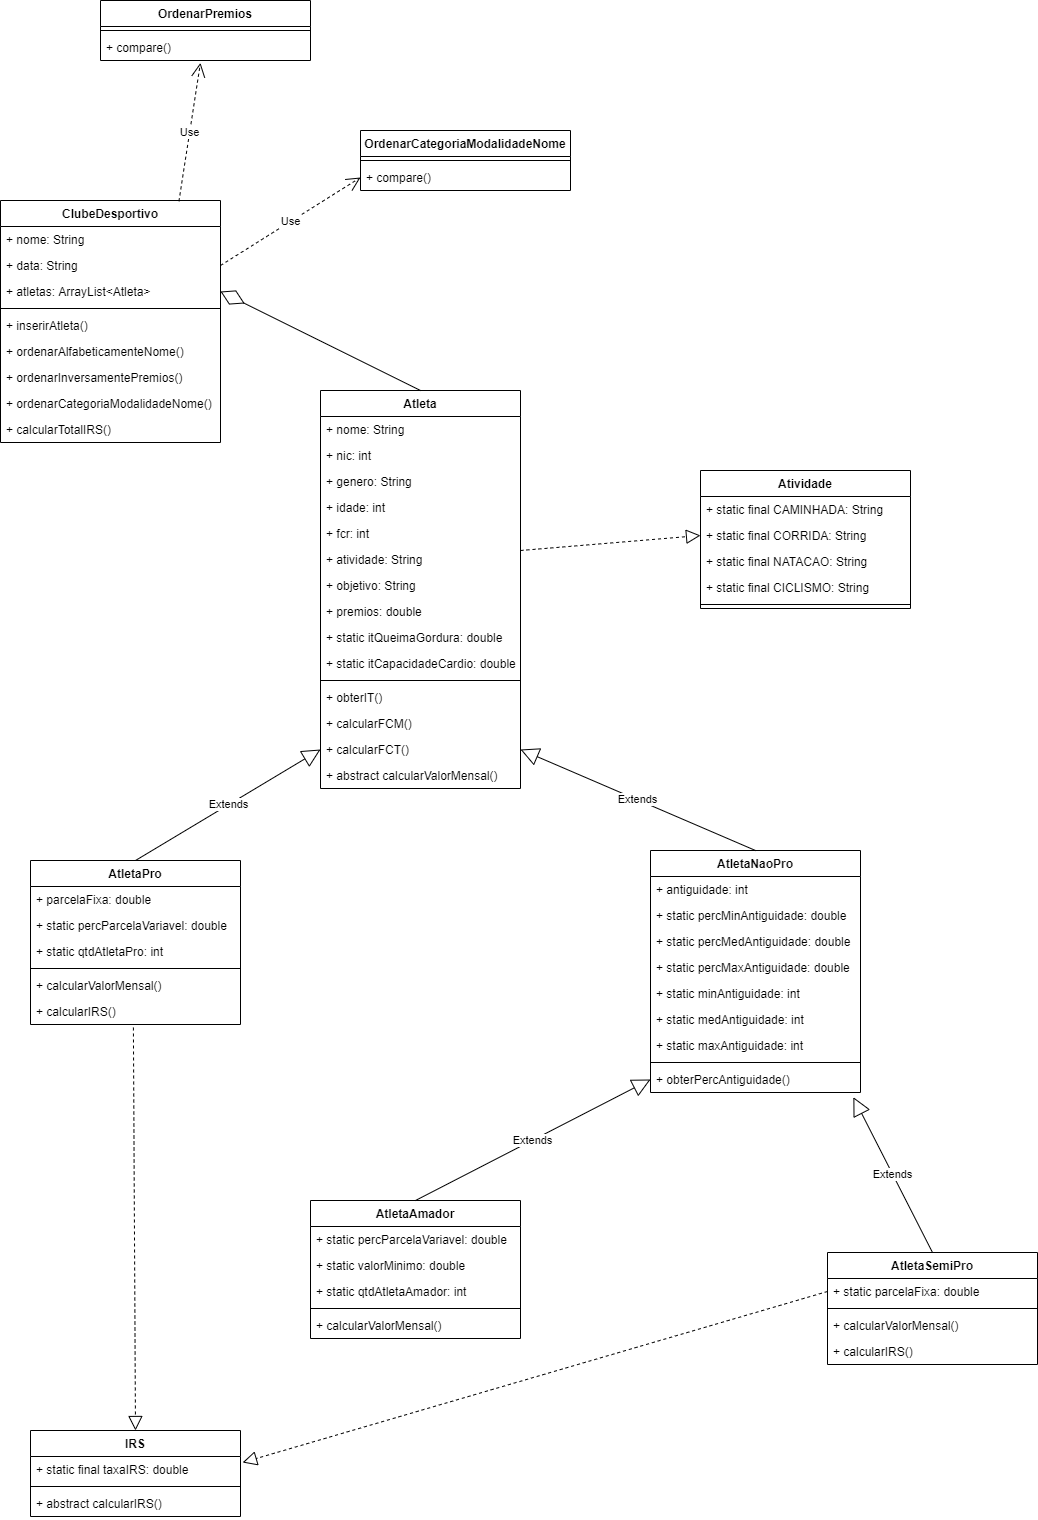 OrdenarPremios
+ compare()
Use
OrdenarCategoriaModalidadeNome
+ compare()
Use
ClubeDesportivo
+ nome: String
+ data: String
+ atletas: ArrayList<Atleta>
+ inserirAtleta()
+ ordenarAlfabeticamenteNome()
+ ordenarInversamentePremios()
+ ordenarCategoriaModalidadeNome()
+ calcularTotalIRS()
Atleta
+ nome: String
+ nic: int
+ genero: String
+ idade: int
+ fcr: int
+ atividade: String
+ objetivo: String
+ premios: double
+ static itQueimaGordura: double
+ static itCapacidadeCardio: double
+ obterIT()
+ calcularFCM()
+ calcularFCT()
+ abstract calcularValorMensal()
Atividade
+ static final CAMINHADA: String
+ static final CORRIDA: String
+ static final NATACAO: String
+ static final CICLISMO: String
Extends
Extends
AtletaPro
+ parcelaFixa: double
+ static percParcelaVariavel: double
+ static qtdAtletaPro: int
+ calcularValorMensal()
+ calcularIRS()
AtletaNaoPro
+ antiguidade: int
+ static percMinAntiguidade: double
+ static percMedAntiguidade: double
+ static percMaxAntiguidade: double
+ static minAntiguidade: int
+ static medAntiguidade: int
+ static maxAntiguidade: int
+ obterPercAntiguidade()
Extends
Extends
AtletaAmador
+ static percParcelaVariavel: double
+ static valorMinimo: double
+ static qtdAtletaAmador: int
+ calcularValorMensal()
AtletaSemiPro
+ static parcelaFixa: double
+ calcularValorMensal()
+ calcularIRS()
IRS
+ static final taxaIRS: double
+ abstract calcularIRS()